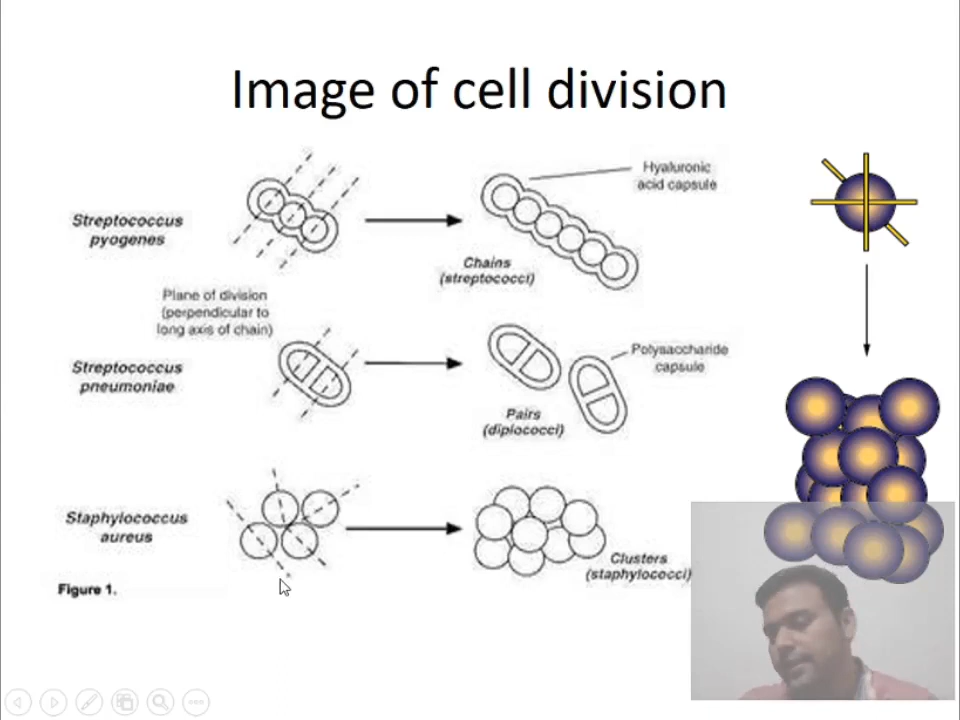 Image of cell division
Streptococcus
pyogenes
Hyaluronic
acid capsule
Chains
(streptococci)
Plane of division
(perpendicular to
long axis of chain)
Streptococcus
pneumoniae
Polysaccharide
capsule
Pairs
(diplococci)
Staphylococcus
aureus
Clusters
(staphylococci)
Figure 1.